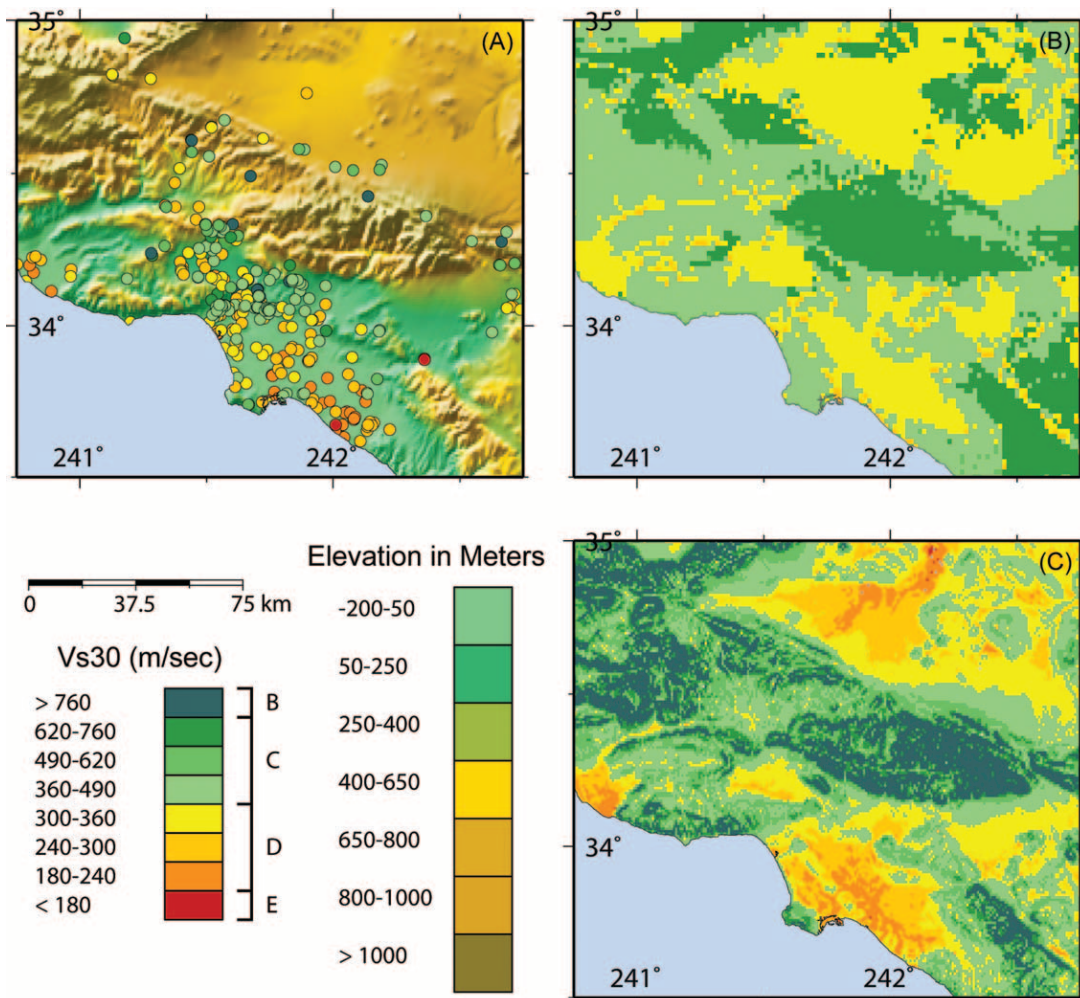 35°
(A)
34°
241°
242°
35°
(B)
34°
241°
242°
0
37.5
75 km
Vs30 (m/sec)
> 760
620-760
490-620
360-490
300-360
240-300
180-240
< 180
B
C
D
E
Elevation in Meters
-200-50
50-250
250-400
400-650
650-800
800-1000
> 1000
35°
(C)
34°
241°
242°